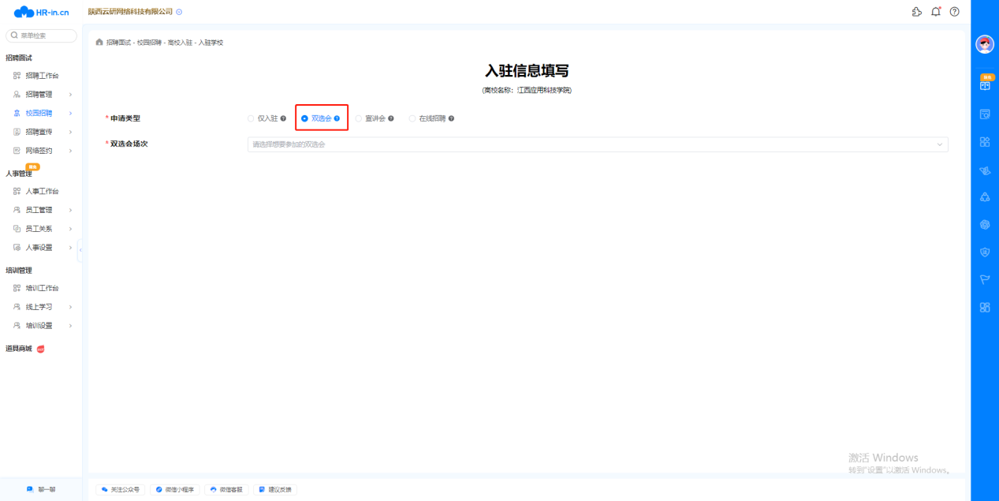 HR-in.cn
陕西云研网络科技有限公司
菜单检索
招聘面试 - 校园招聘 - 高校入驻 - 入驻学校
招聘面试
招聘工作台
招聘管理
校园招聘
招聘宣传
网络签约
人事管理
人事工作台
员工管理
员工关系
人事设置
培训管理
培训工作台
线上学习
培训设置
道具商城
聊一聊
入驻信息填写
(高校名称：江西应用科技学院)
* 申请类型
仅入驻 双选会 宣讲会 在线招聘
* 双选会场次
请选择想要参加的双选会
激活 Windows
转到"设置"以激活 Windows。
关注公众号 微信小程序 微信客服 建议反馈